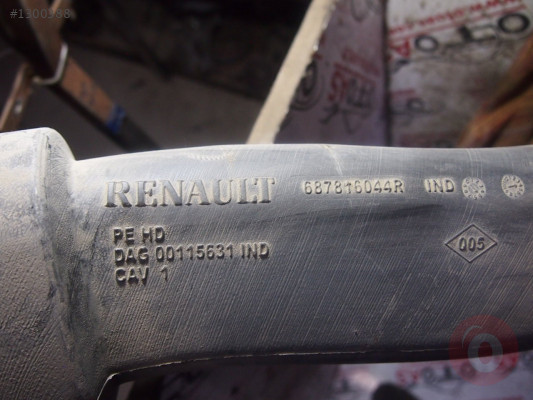 RENAULT 687816044R IND
005
PE HD
DAG 00115631 IND
CAV 1